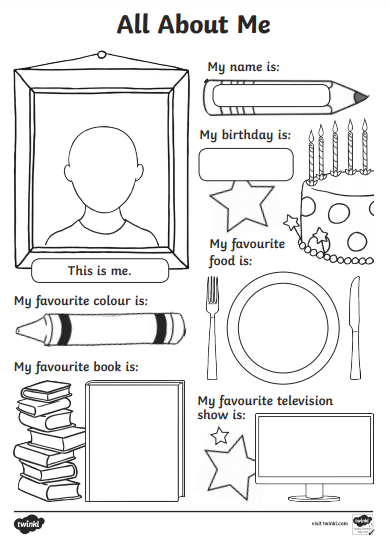 All About Me
My name is:
My birthday is:
This is me.
My favourite
food is:
My favourite colour is:
My favourite book is:
My favourite television
show is:
twinkl
visit twinkl.com
twinkl